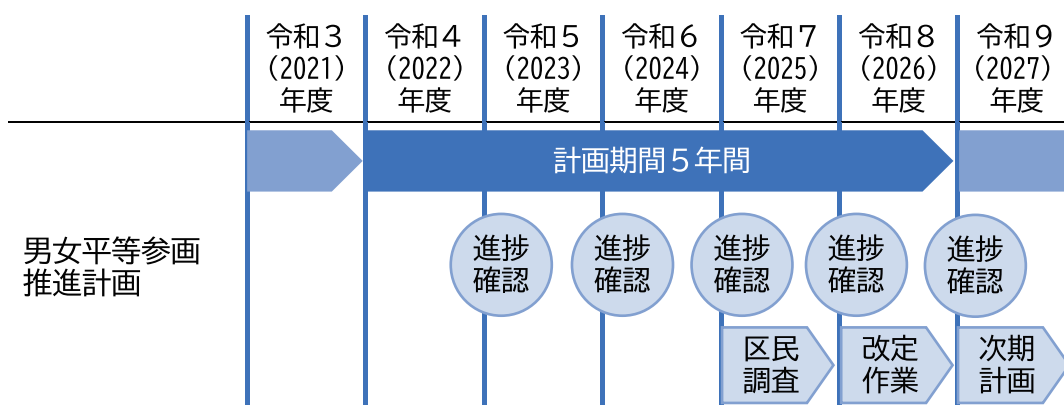 令和３ 令和４ 令和５ 令和６ 令和７ 令和８ 令和９
（2021） （2022） （2023） （2024） （2025） （2026） （2027）
年度 年度 年度 年度 年度 年度 年度
計画期間５年間
男女平等参画
推進計画
進捗 進捗 進捗 進捗 進捗
確認 確認 確認 確認 確認
区民 改定 次期
調査 作業 計画